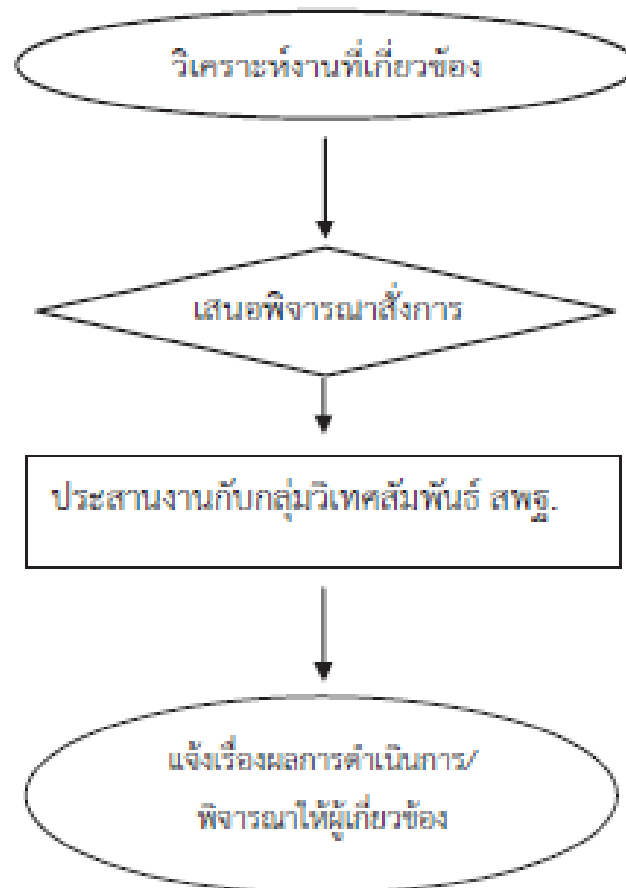 วิเคราะห์งานที่เกี่ยวข้อง
เสนอพิจารณาสั่งการ
ประสานงานกับกลุ่มวิเทศสัมพันธ์ สพฐ.
แจ้งเรื่องผลการดำเนินการ/
พิจารณาให้ผู้เกี่ยวข้อง